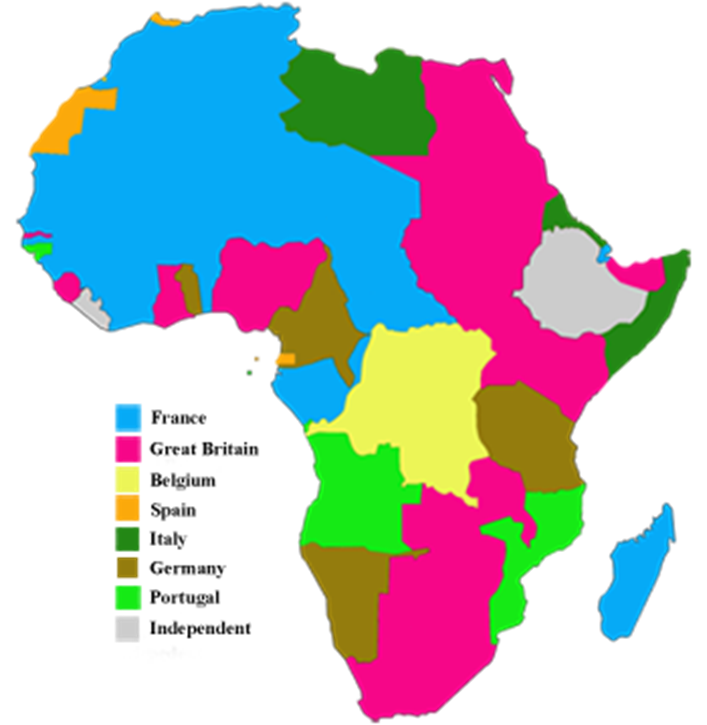 France
Great Britain
Belgium
Spain
Italy
Germany
Portugal
Independent